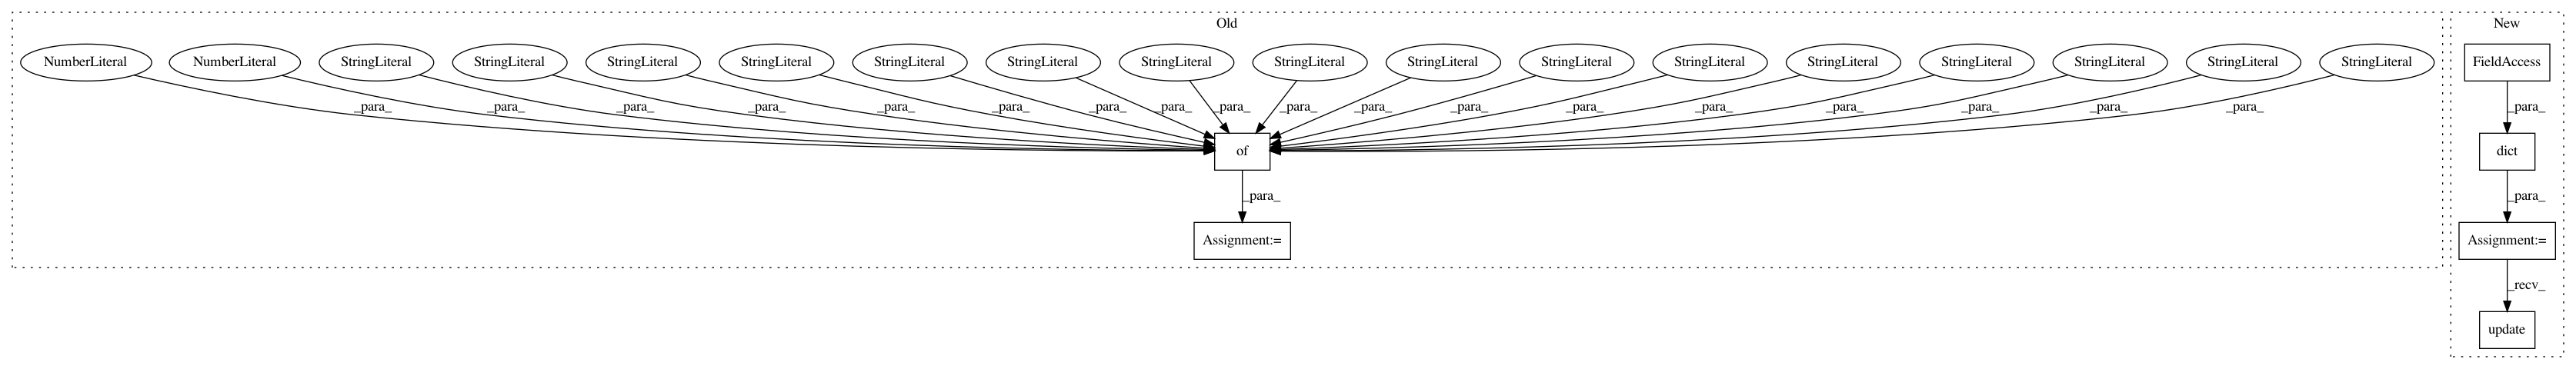 Old
New
NumberLiteral NumberLiteral StringLiteral StringLiteral StringLiteral StringLiteral StringLiteral StringLiteral StringLiteral StringLiteral StringLiteral StringLiteral StringLiteral StringLiteral StringLiteral StringLiteral StringLiteral StringLiteral FieldAccess
_para_ _para_ _para_ _para_ _para_ _para_ _para_ _para_ _para_ _para_ _para_ _para_ _para_ _para_ _para_ _para_ _para_ _para_ _para_
of dict
_para_ _para_
Assignment:= Assignment:=
_recv_
update